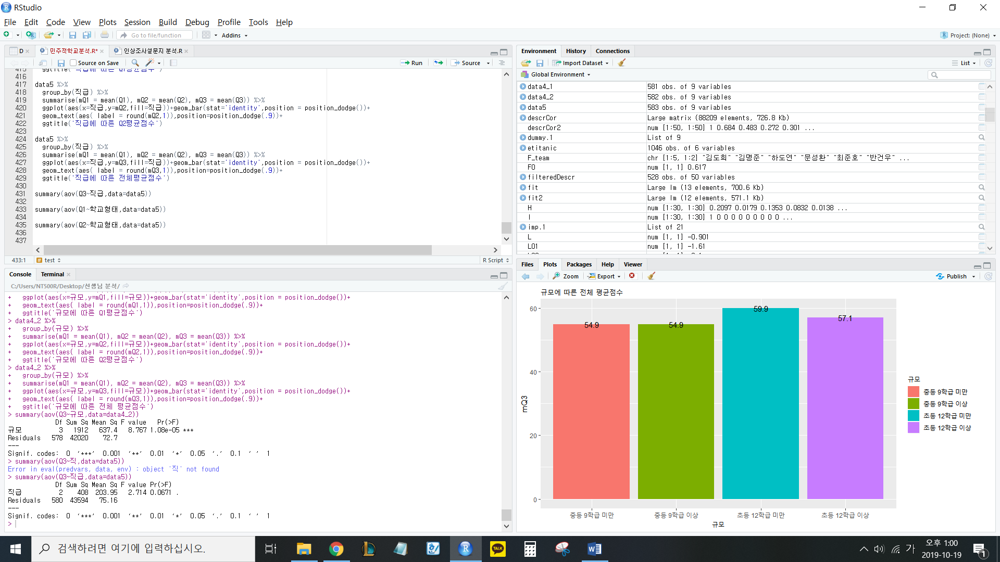 RStudio
File Edit Code View Plots Session Build Debug Profile Tools Help
Go to file/function Addins Project: (None)
D 민주적학교분석.R* 인상조사설문지 분석.R
Source on Save Run Source
415 ggtitle('직급에 따른 Q1평균점수')
416
417 data5 %>%
418 group_by(직급) %>%
419 summarise(mQ1 = mean(Q1), mQ2 = mean(Q2), mQ3 = mean(Q3)) %>%
420 ggplot(aes(x=직급,y=mQ2,fill=직급))+geom_bar(stat='identity',position = position_dodge())+
421 geom_text(aes( label = round(mQ2,1)),position=position_dodge(.9))+
422 ggtitle('직급에 따른 Q2평균점수')
423
424 data5 %>%
425 group_by(직급) %>%
426 summarise(mQ1 = mean(Q1), mQ2 = mean(Q2), mQ3 = mean(Q3)) %>%
427 ggplot(aes(x=직급,y=mQ3,fill=직급))+geom_bar(stat='identity',position = position_dodge())+
428 geom_text(aes( label = round(mQ3,1)),position=position_dodge(.9))+
429 ggtitle('직급에 따른 전체평균점수')
430
431 summary(aov(Q3~직급,data=data5))
432
433 summary(aov(Q1~학교형태,data=data5))
434
435 summary(aov(Q2~학교형태,data=data5))
436
437
433:1 # test R Script
Console Terminal
C:/Users/NT500R/Desktop/선생님 분석/
+ ggplot(aes(x=규모,y=mQ1,fill=규모))+geom_bar(stat='identity',position = position_dodge())+
+ geom_text(aes( label = round(mQ1,1)),position=position_dodge(.9))+
+ ggtitle('규모에 따른 Q1평균점수')
> data4_2 %>%
+ group_by(규모) %>%
+ summarise(mQ1 = mean(Q1), mQ2 = mean(Q2), mQ3 = mean(Q3)) %>%
+ ggplot(aes(x=규모,y=mQ2,fill=규모))+geom_bar(stat='identity',position = position_dodge())+
+ geom_text(aes( label = round(mQ2,1)),position=position_dodge(.9))+
+ ggtitle('규모에 따른 Q2평균점수')
> data4_2 %>%
+ group_by(규모) %>%
+ summarise(mQ1 = mean(Q1), mQ2 = mean(Q2), mQ3 = mean(Q3)) %>%
+ ggplot(aes(x=규모,y=mQ3,fill=규모))+geom_bar(stat='identity',position = position_dodge())+
+ geom_text(aes( label = round(mQ3,1)),position=position_dodge(.9))+
+ ggtitle('규모에 따른 전체 평균점수')
> summary(aov(Q3~규모,data=data4_2))
Df Sum Sq Mean Sq F value Pr(>F)
규모 3 1912 637.4 8.767 1.08e-05 ***
Residuals 578 42020 72.7
---
Signif. codes: 0 ‘***’ 0.001 ‘**’ 0.01 ‘*’ 0.05 ‘.’ 0.1 ‘ ’ 1
> summary(aov(Q3~직,data=data5))
Error in eval(predvars, data, env) : object '직' not found
> summary(aov(Q3~직급,data=data5))
Df Sum Sq Mean Sq F value Pr(>F)
직급 2 408 203.95 2.714 0.0671 .
Residuals 580 43594 75.16
---
Signif. codes: 0 ‘***’ 0.001 ‘**’ 0.01 ‘*’ 0.05 ‘.’ 0.1 ‘ ’ 1
>
Environment History Connections
Import Dataset List
Global Environment
data4_1 581 obs. of 9 variables
data4_2 582 obs. of 9 variables
data5 583 obs. of 9 variables
descrCor Large matrix (88209 elements, 726.8 Kb)
descrCor2 num [1:50, 1:50] 1 0.684 0.483 0.272 0.301 ...
dummy.1 List of 9
etitanic 1046 obs. of 6 variables
F_team chr [1:5, 1:2] "김도희" "김명준" "하도연" "문성환" "최준호" "반건우" ...
F0 num [1, 1] 0.617
filteredDescr 528 obs. of 50 variables
fit Large lm (13 elements, 700.6 Kb)
fit2 Large lm (12 elements, 571.1 Kb)
H num [1:30, 1:30] 0.2097 0.0179 0.1353 0.0832 0.0138 ...
I num [1:30, 1:30] 1 0 0 0 0 0 0 0 0 0 ...
imp.1 List of 21
L num [1, 1] -0.901
L01 num [1, 1] -1.61
Files Plots Packages Help Viewer
Zoom Export Publish
규모에 따른 전체 평균점수
60
40
20
0
mQ3
54.9 54.9 59.9 57.1
중등 9학급 미만 중등 9학급 이상 초등 12학급 미만 초등 12학급 이상
규모
규모
중등 9학급 미만
중등 9학급 이상
초등 12학급 미만
초등 12학급 이상
검색하려면 여기에 입력하십시오.
TALK
가
오후 1:00
2019-10-19
1